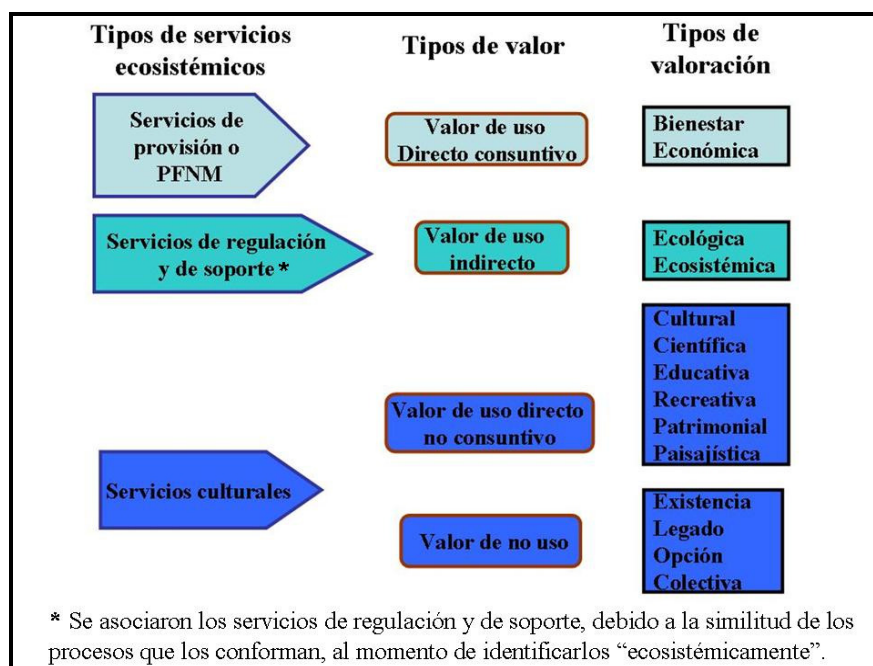 Tipos de servicios
ecosistémicos
Tipos de valor
Tipos de
valoración
Servicios de
provisión o
PFNM
Valor de uso
Directo consuntivo
Bienestar
Económica
Servicios de regulación
y de soporte *
Valor de uso
indirecto
Ecológica
Ecosistémica
Servicios culturales
Valor de uso directo
no consuntivo
Cultural
Científica
Educativa
Recreativa
Patrimonial
Paisajística
Valor de no uso
Existencia
Legado
Opción
Colectiva
* Se asociaron los servicios de regulación y de soporte, debido a la similitud de los
procesos que los conforman, al momento de identificarlos “ecosistémicamente”.